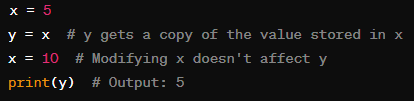 x = 5
y = x  # y gets a copy of the value stored in x
x = 10  # Modifying x doesn't affect y
print(y)  # Output: 5